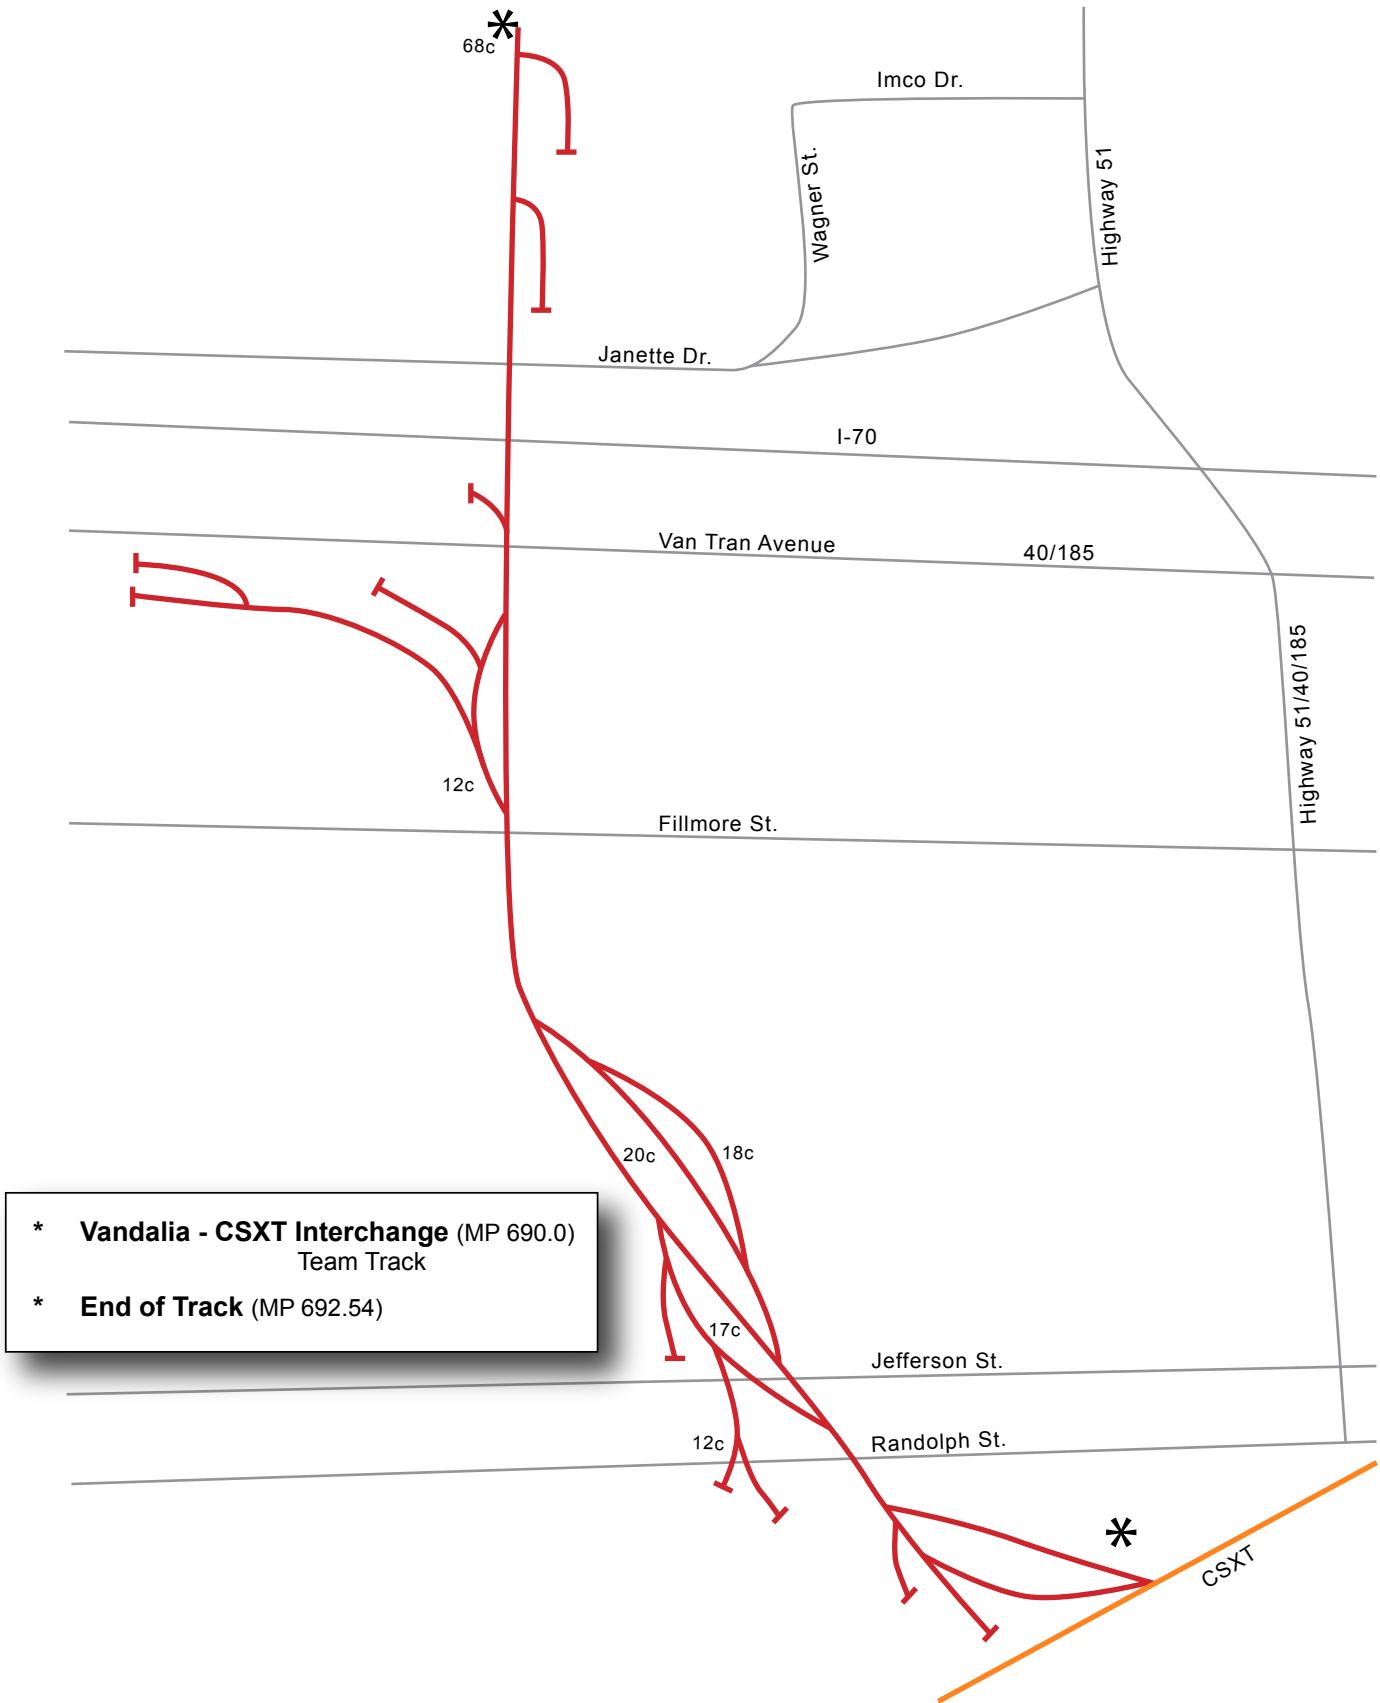 *
68c
Imco Dr.
Wagner St.
Highway 51
Janette Dr.
I-70
Van Tran Avenue
40/185
Highway 51/40/185
12c
Fillmore St.
20c
18c
* Vandalia - CSXT Interchange (MP 690.0)
Team Track
* End of Track (MP 692.54)
17c
Jefferson St.
12c
Randolph St.
*
CSXT